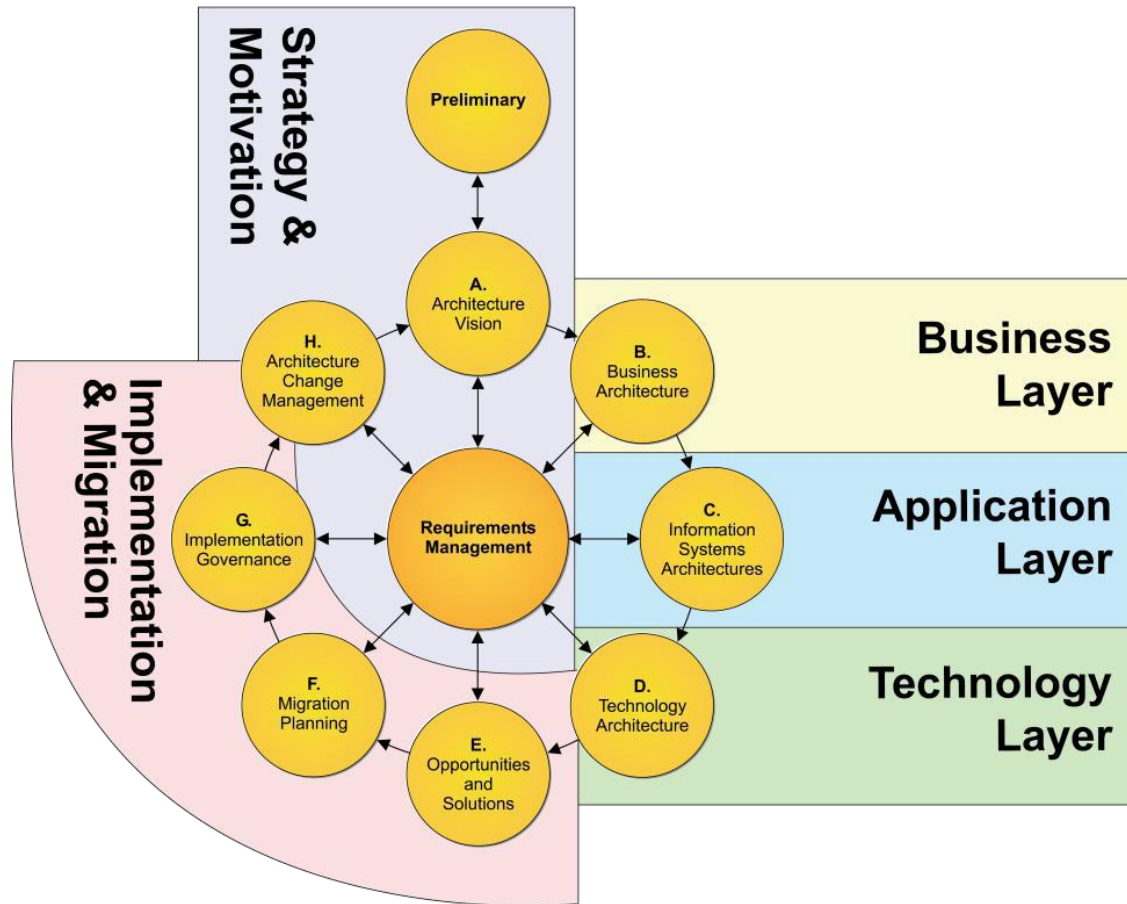 Strategy &
Motivation
Preliminary
A.
Architecture
Vision
H.
Architecture
Change
Management
B.
Business
Architecture
Business
Layer
Implementation
& Migration
G.
Implementation
Governance
Requirements
Management
C.
Information
Systems
Architectures
Application
Layer
F.
Migration
Planning
E.
Opportunities
and
Solutions
D.
Technology
Architecture
Technology
Layer